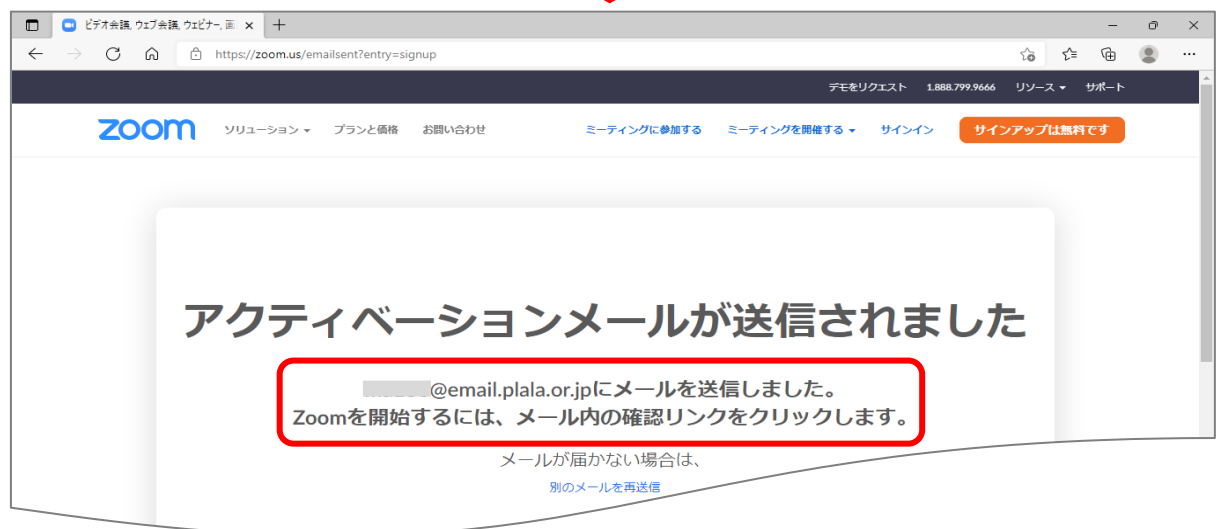 ビデオ会議, ウェブ会議, ウェビナー, 画
https://zoom.us/emailsent?entry=signup
デモをリクエスト 1.888.799.9666 リソース サポート
zoom ソリューション プランと価格 お問い合わせ ミーティングに参加する ミーティングを開催する サインイン サインアップは無料です
アクティベーションメールが送信されました
@email.plala.or.jpにメールを送信しました。
Zoomを開始するには、メール内の確認リンクをクリックします。
メールが届かない場合は、
別のメールを再送信